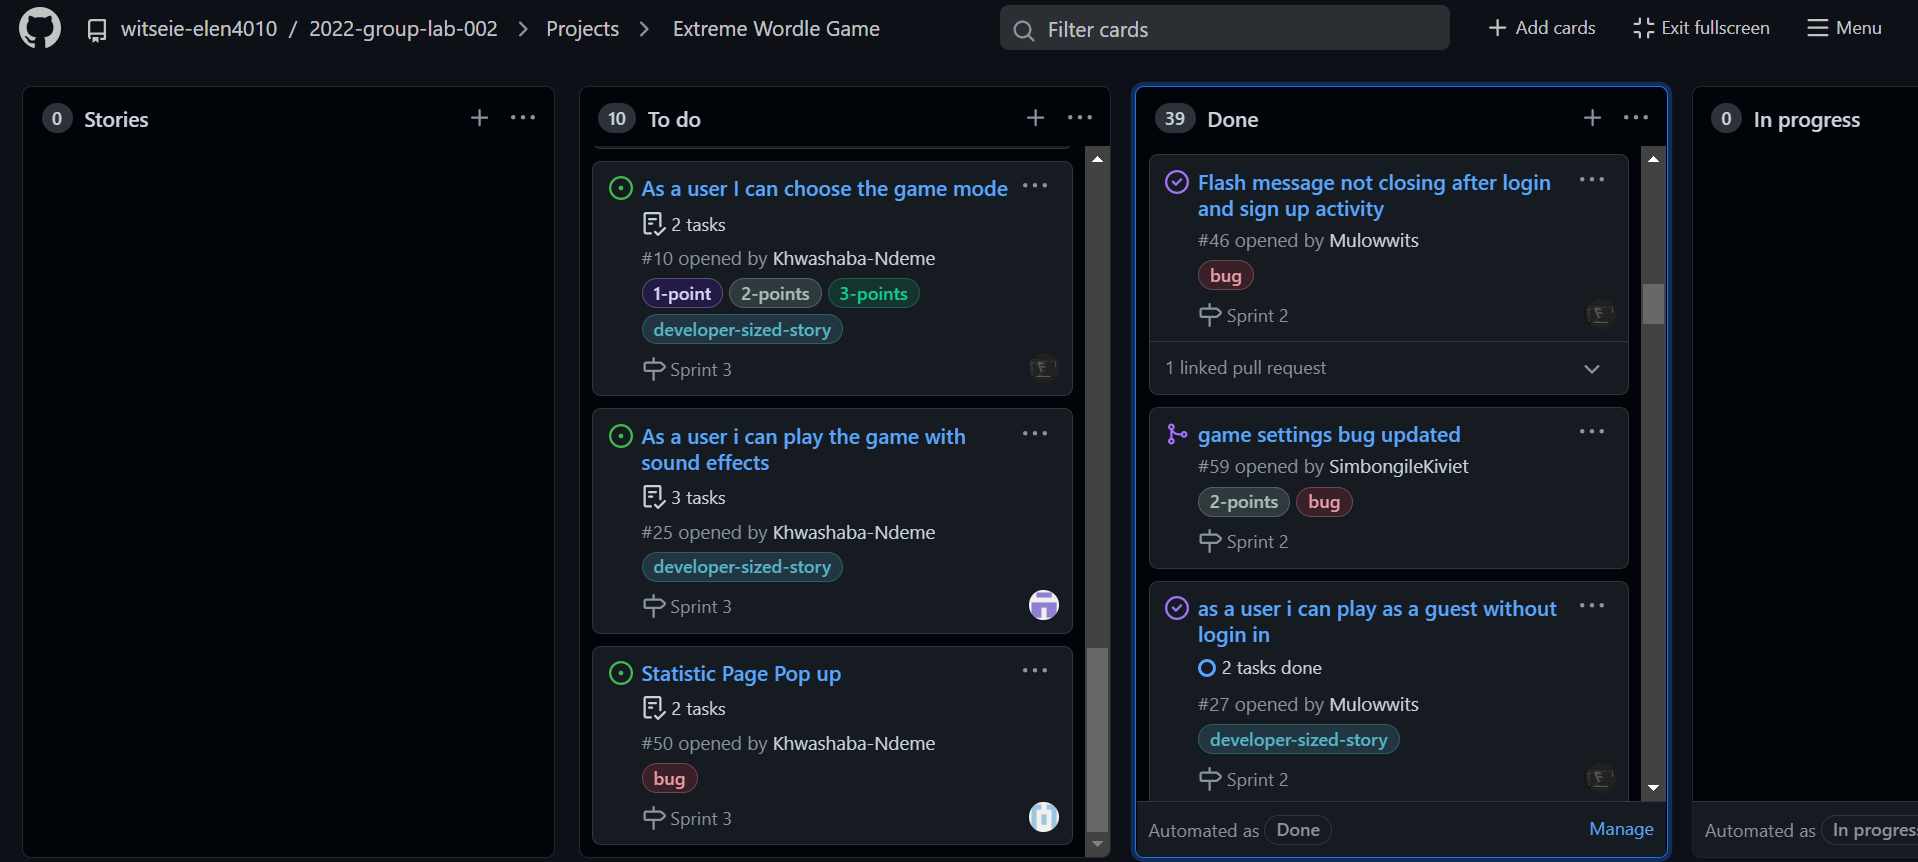 witseie-elen4010 / 2022-group-lab-002 > Projects > Extreme Wordle Game
Filter cards
Add cards
Exit fullscreen
Menu
0 Stories
10 To do
As a user I can choose the game mode
2 tasks
#10 opened by Khwashaba-Ndeme
1-point 2-points 3-points
developer-sized-story
Sprint 3
As a user i can play the game with
sound effects
3 tasks
#25 opened by Khwashaba-Ndeme
developer-sized-story
Sprint 3
Statistic Page Pop up
2 tasks
#50 opened by Khwashaba-Ndeme
bug
Sprint 3
39 Done
Flash message not closing after login
and sign up activity
#46 opened by Mulowwits
bug
Sprint 2
1 linked pull request
game settings bug updated
#59 opened by SimbongileKiviet
2-points bug
Sprint 2
as a user i can play as a guest without
login in
2 tasks done
#27 opened by Mulowwits
developer-sized-story
Sprint 2
Automated as Done
Manage
0 In progress
Automated as In progress